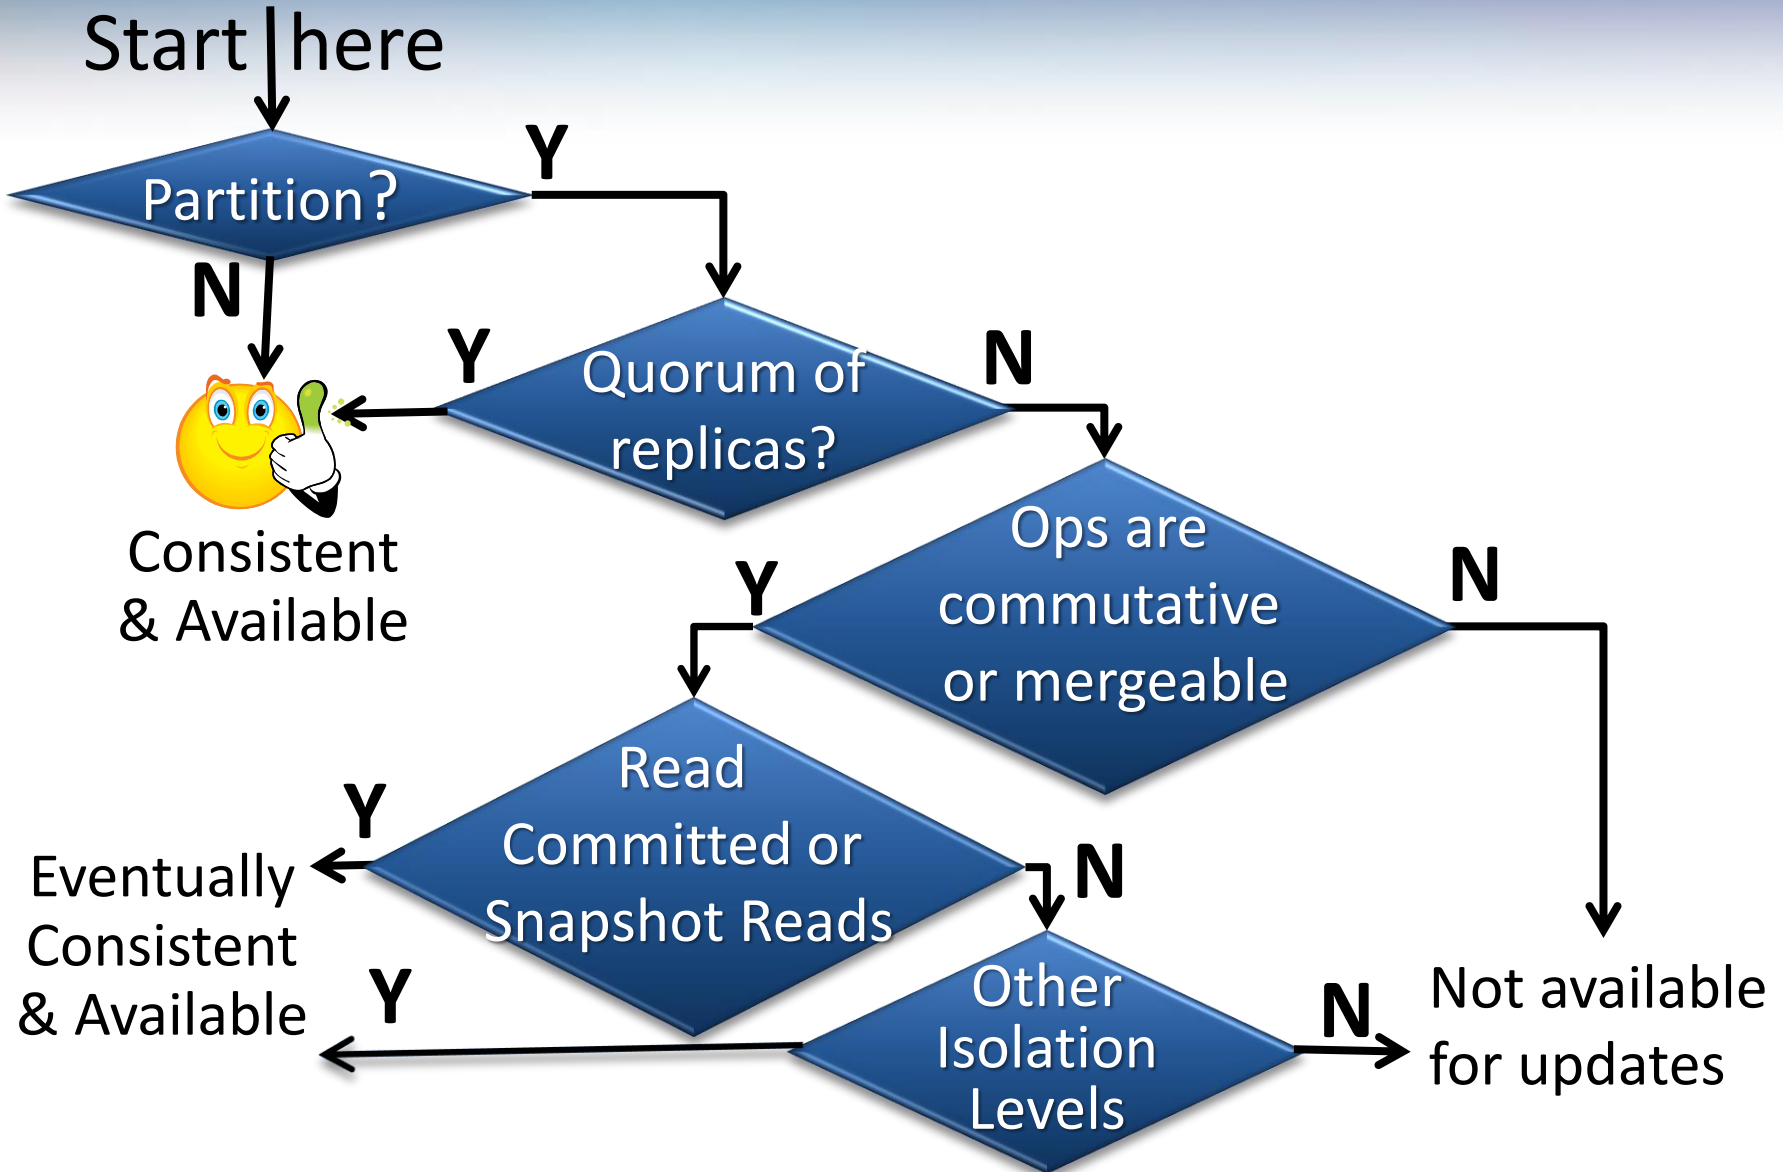 Start here
Partition?
Y
N
Quorum of
replicas?
Y
N
Consistent
& Available
Ops are
commutative
or mergeable
Y
N
Read
Committed or
Snapshot Reads
Y
N
Eventually
Consistent
& Available
Other
Isolation
Levels
Y
N
Not available
for updates